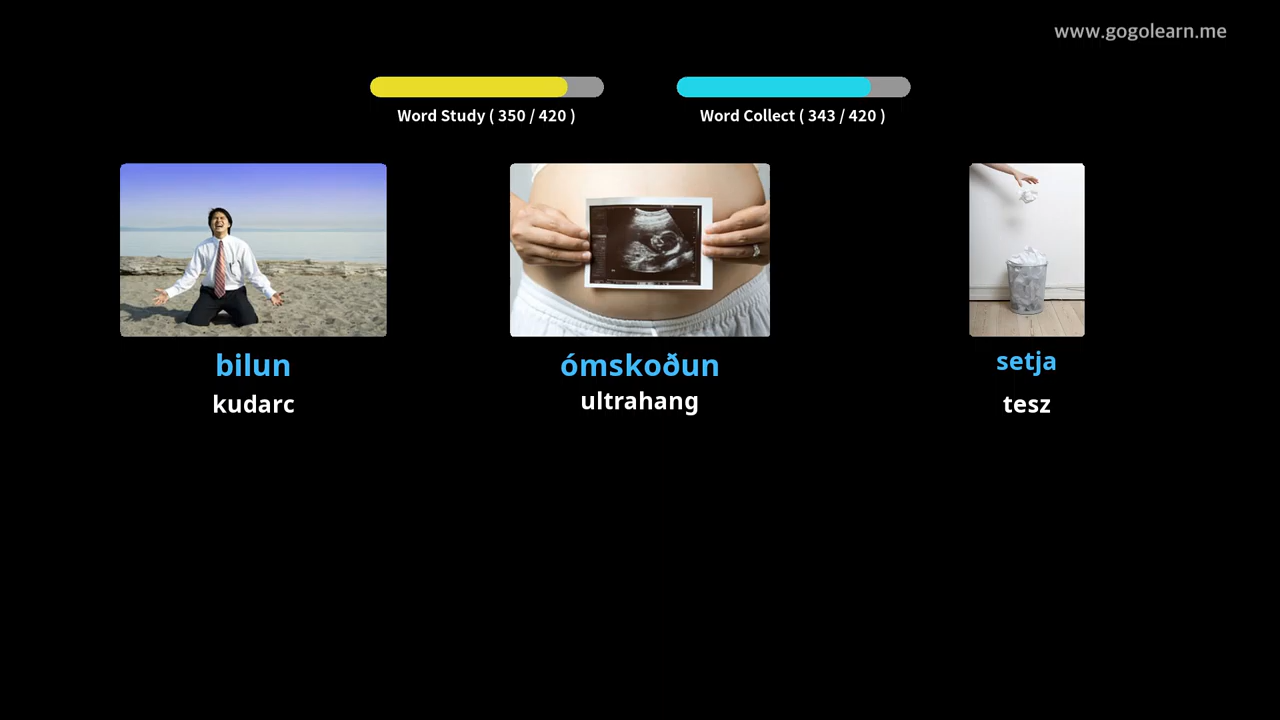 www.gogolearn.me
Word Study ( 350 / 420 )
Word Collect ( 343 / 420 )
bilun
kudarc
ómskoðun
ultrahang
setja
tesz